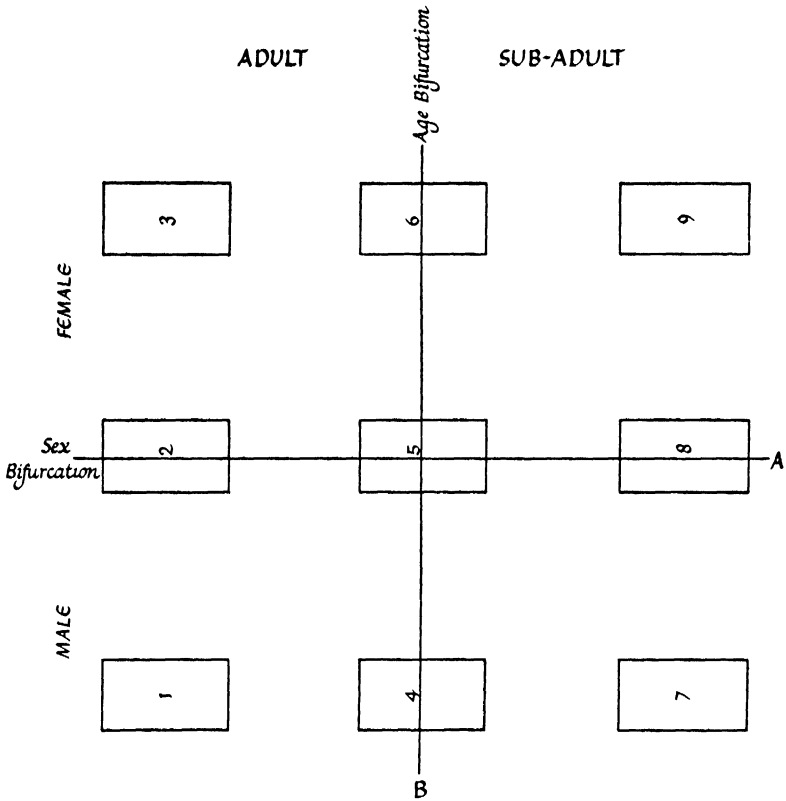 ADULT
SUB-ADULT
Age Bifurcation
3
6
9
FEMALE
Sex
Bifurcation
2
5
8
A
MALE
1
4
7
B